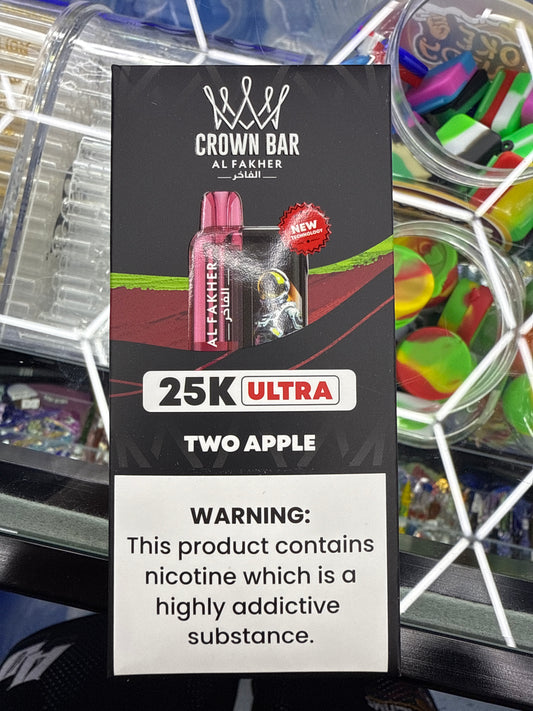 CROWN BAR
AL FAKHER
الفاخر
NEW
TECHNOLOGY
AL FAKHER
الفاخر
25K ULTRA
TWO APPLE
WARNING:
This product contains
nicotine which is a
highly addictive
substance.